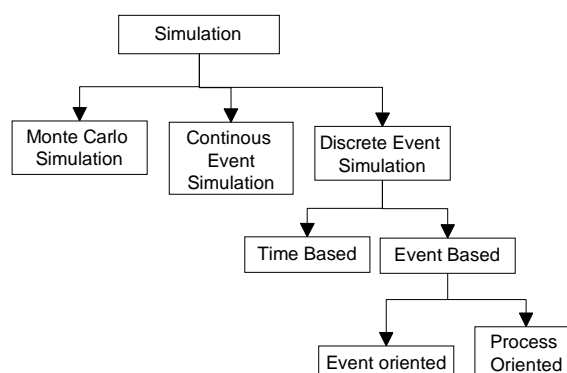 Simulation
Monte Carlo
Simulation
Continous
Event
Simulation
Discrete Event
Simulation
Time Based
Event Based
Event oriented
Process
Oriented